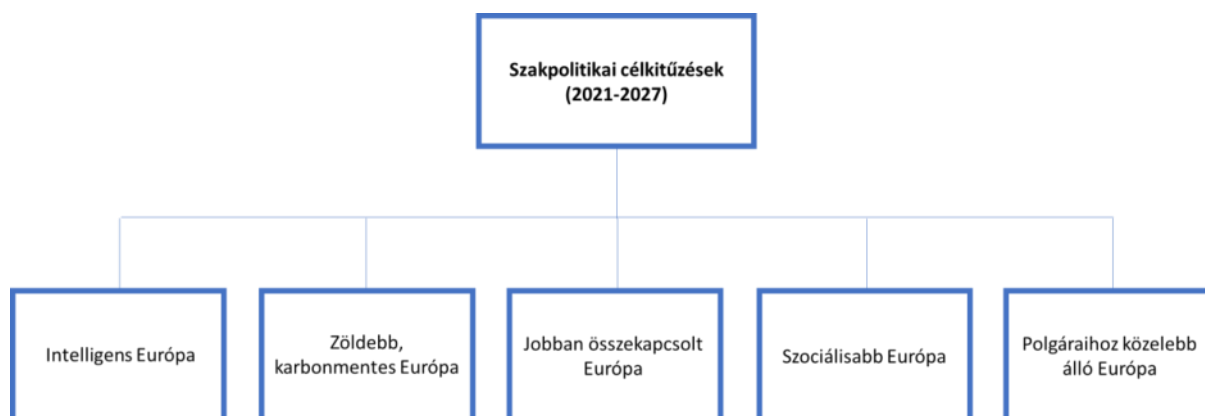 Szakpolitikai célkitűzések
(2021-2027)
Intelligens Európa
Zöldebb,
karbonmentes Európa
Jobban összekapcsolt
Európa
Szociálisabb Európa
Polgáraihoz közelebb
álló Európa